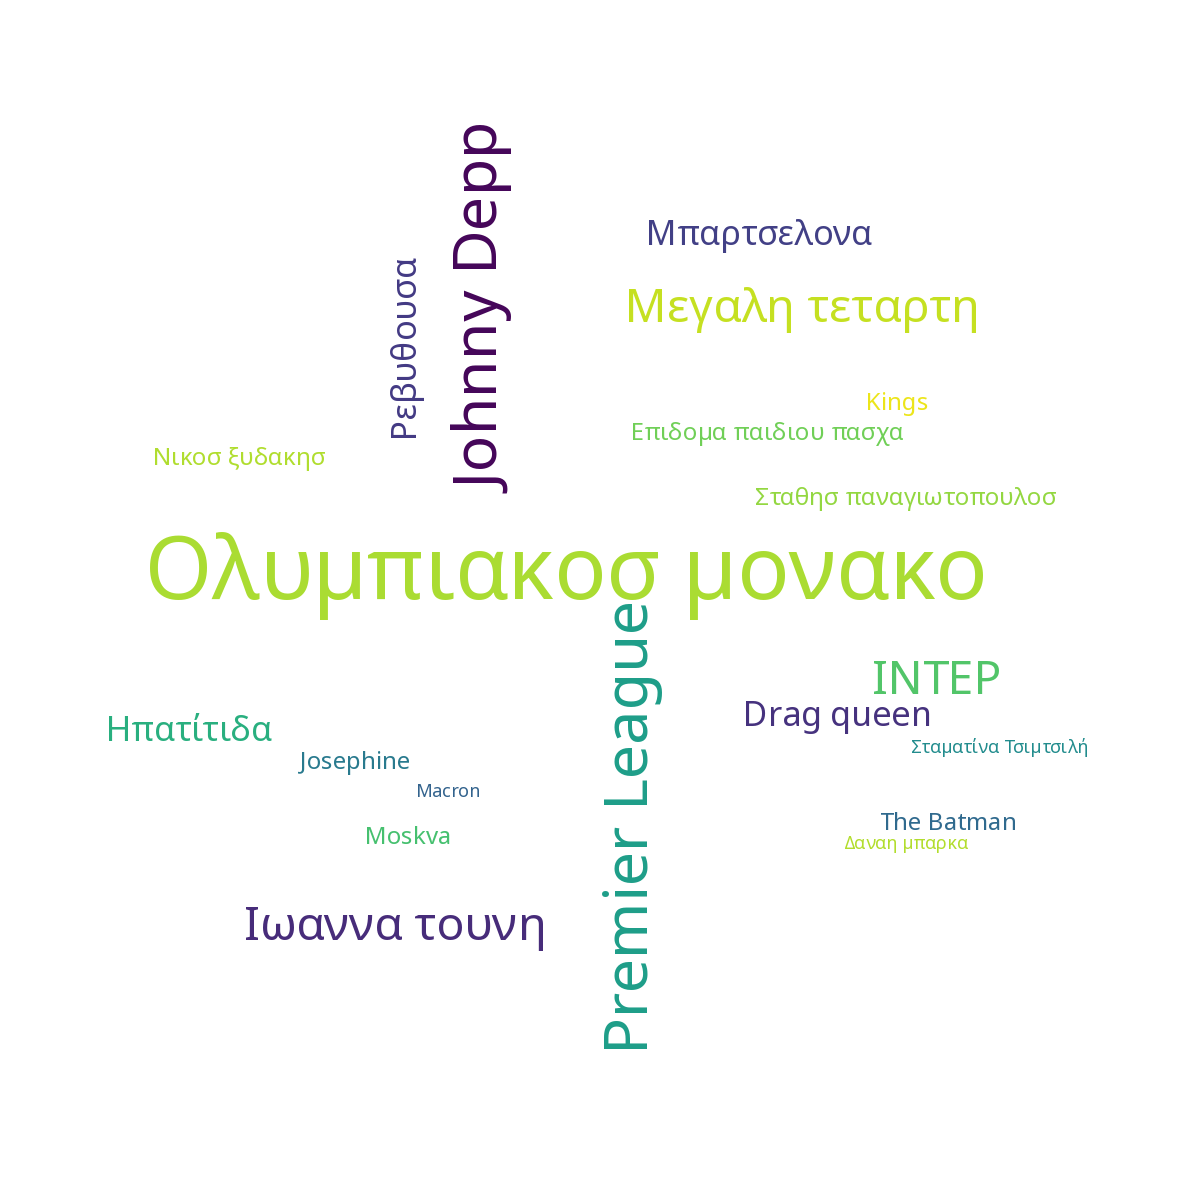 Johnny Depp
Μπαρτσελονα
Ρεβυθουσα
Μεγαλη τεταρτη
Kings
Επιδομα παιδιου πασχα
Νικοσ ξυδακησ
Σταθησ παναγιωτοπουλοσ
Ολυμπιακοσ μονακο
Premier League
ΙΝΤΕΡ
Drag queen
Ηπατίτιδα
Σταματίνα Τσιμτσιλή
Josephine
Macron
The Batman
Moskva
Δαναη μπαρκα
Ιωαννα τουνη